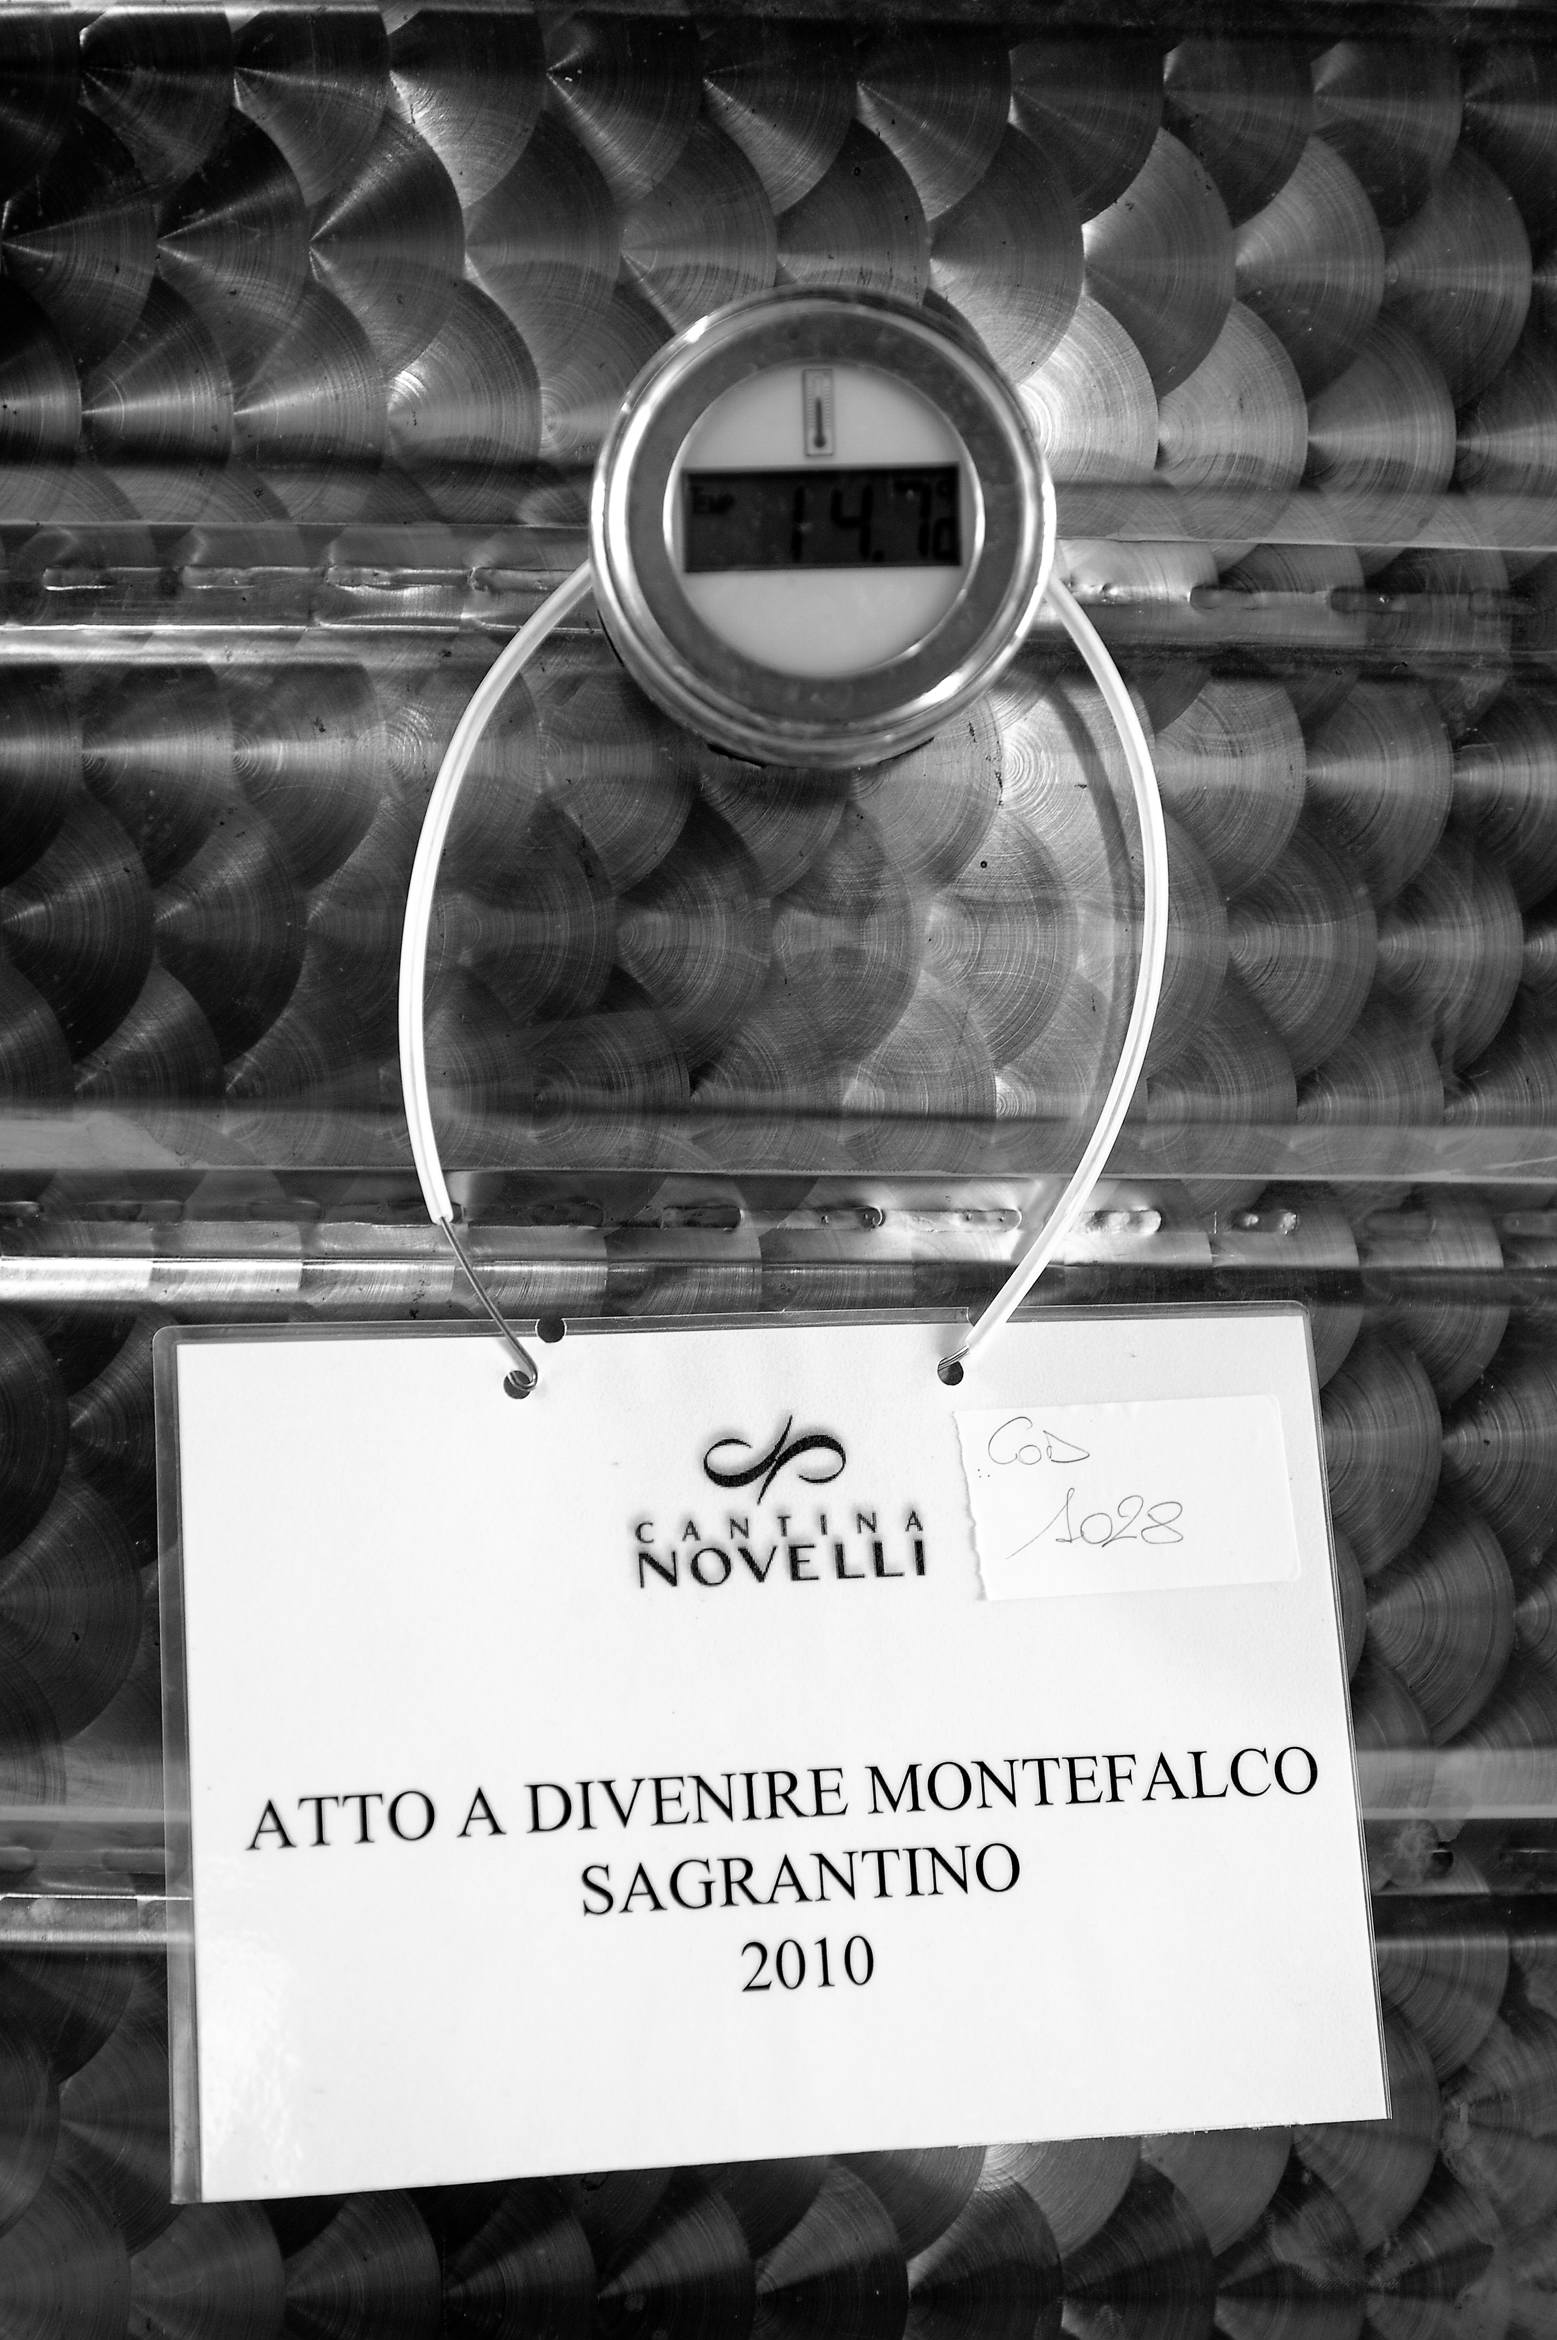 14.7°C
CANTINA
NOVELLI
COD
1028
ATTO A DIVENIRE MONTEFALCO
SAGRANTINO
2010